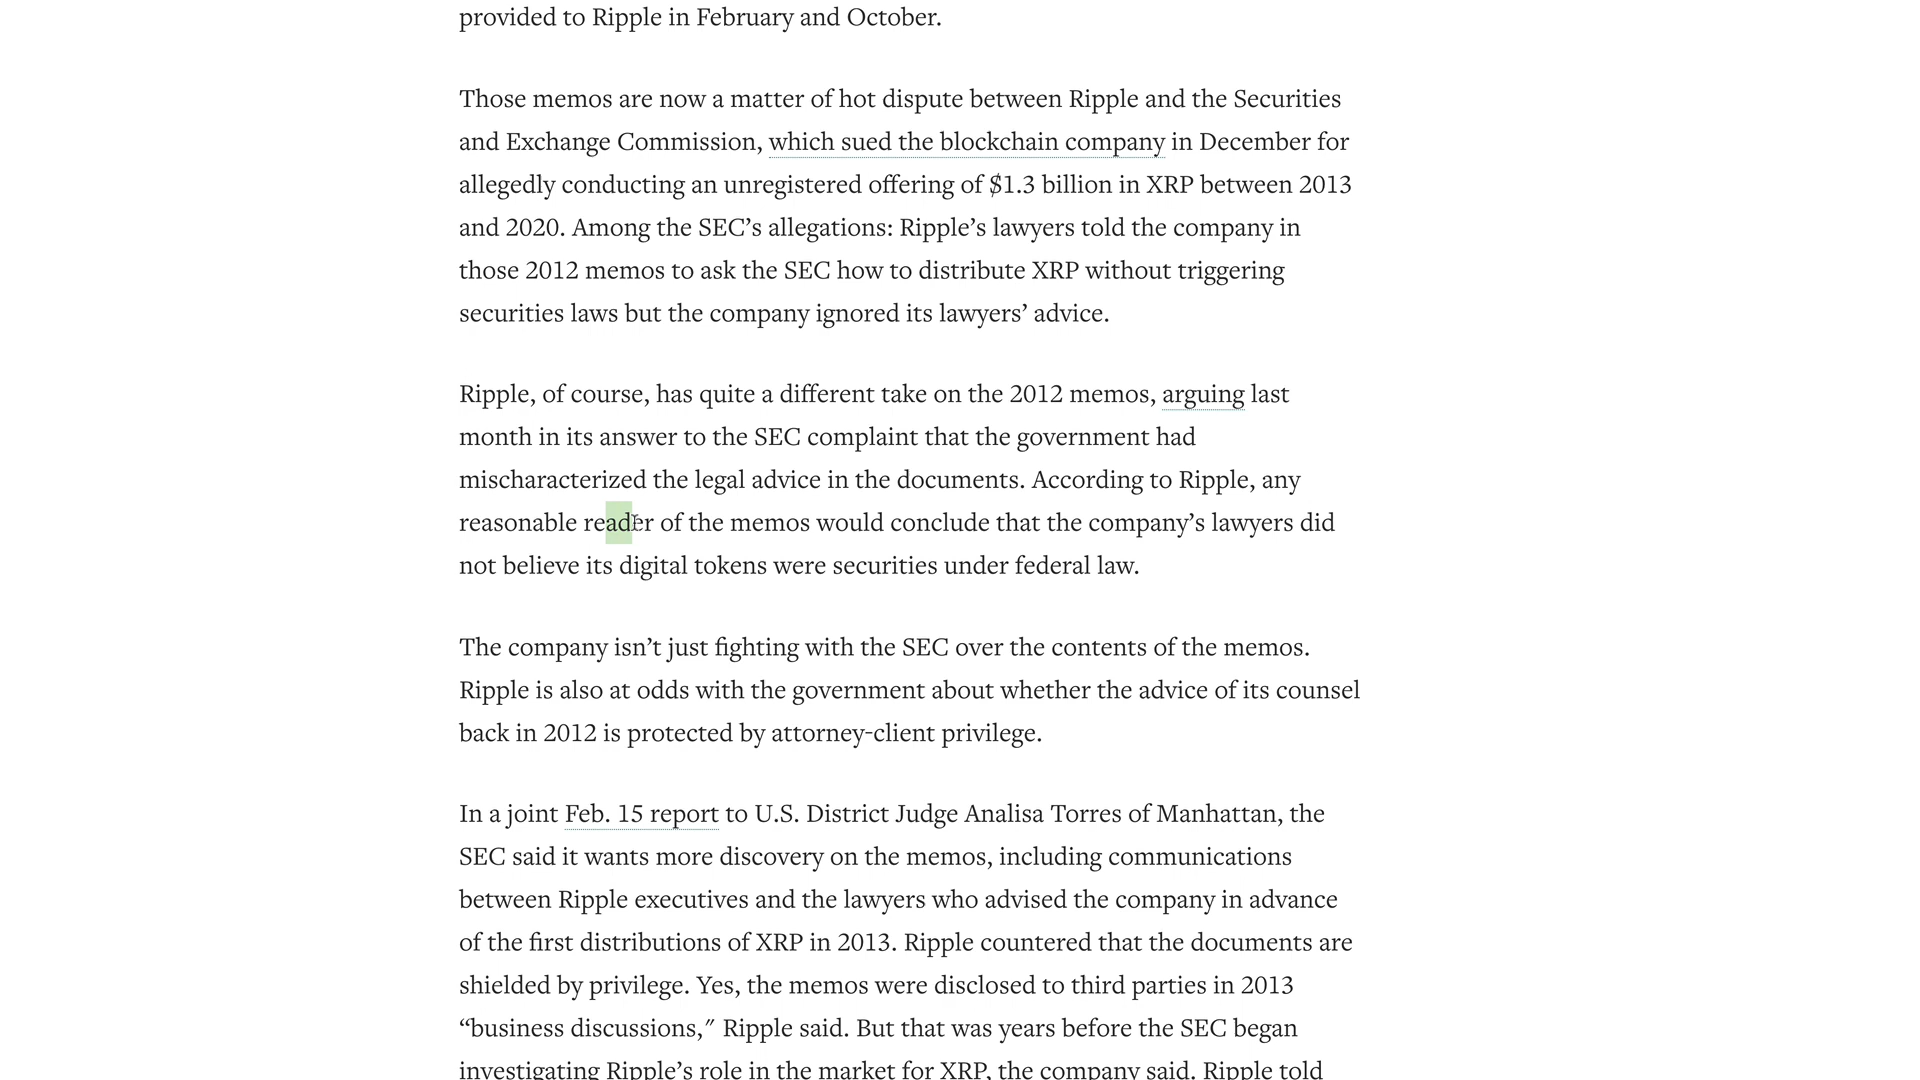 provided to Ripple in February and October.
Those memos are now a matter of hot dispute between Ripple and the Securities
and Exchange Commission, which sued the blockchain company in December for
allegedly conducting an unregistered offering of $1.3 billion in XRP between 2013
and 2020. Among the SEC’s allegations: Ripple’s lawyers told the company in
those 2012 memos to ask the SEC how to distribute XRP without triggering
securities laws but the company ignored its lawyers’ advice.
Ripple, of course, has quite a different take on the 2012 memos, arguing last
month in its answer to the SEC complaint that the government had
mischaracterized the legal advice in the documents. According to Ripple, any
reasonable reader of the memos would conclude that the company’s lawyers did
not believe its digital tokens were securities under federal law.
The company isn’t just fighting with the SEC over the contents of the memos.
Ripple is also at odds with the government about whether the advice of its counsel
back in 2012 is protected by attorney-client privilege.
In a joint Feb. 15 report to U.S. District Judge Analisa Torres of Manhattan, the
SEC said it wants more discovery on the memos, including communications
between Ripple executives and the lawyers who advised the company in advance
of the first distributions of XRP in 2013. Ripple countered that the documents are
shielded by privilege. Yes, the memos were disclosed to third parties in 2013
“business discussions,” Ripple said. But that was years before the SEC began
investigating Ripple’s role in the market for XRP, the company said. Ripple told